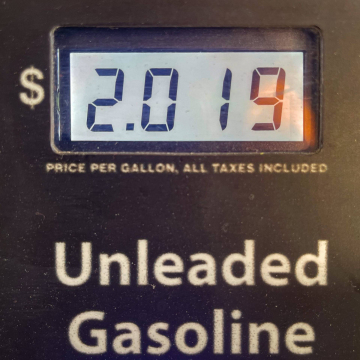 $ 2.019
PRICE PER GALLON, ALL TAXES INCLUDED
Unleaded
Gasoline